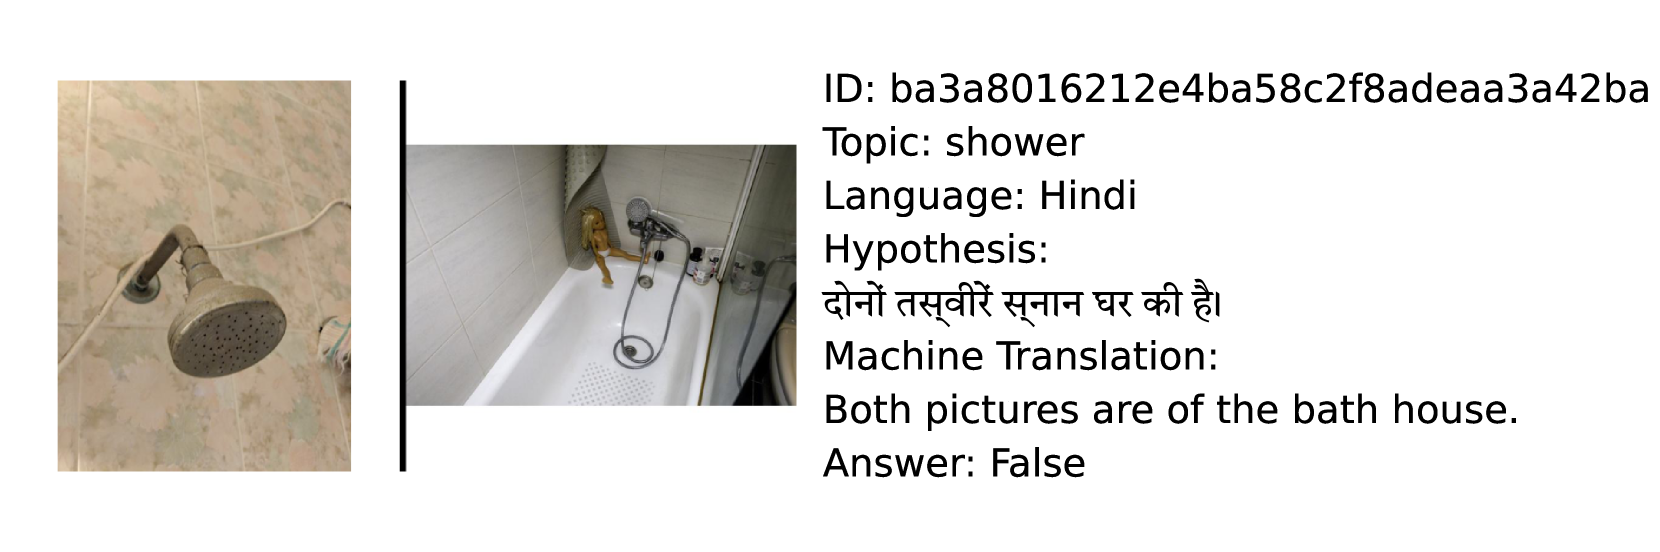 ID: ba3a8016212e4ba58c2f8adeaa3a42ba
Topic: shower
Language: Hindi
Hypothesis:
दोनों तस्वीरें स्नान घर की है।
Machine Translation:
Both pictures are of the bath house.
Answer: False